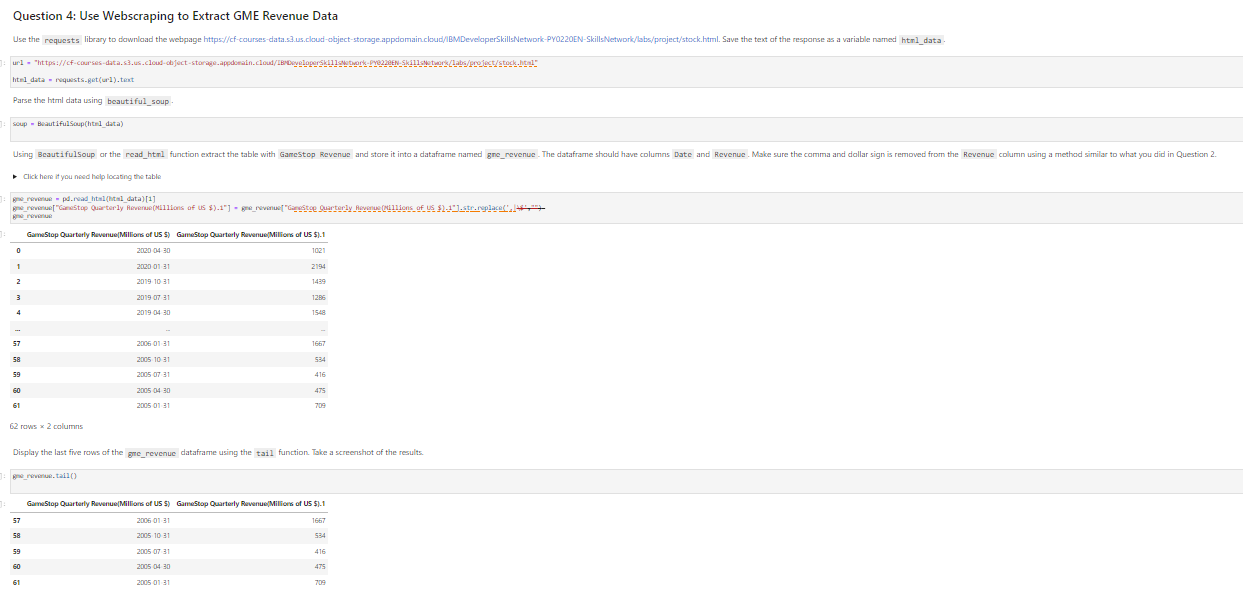 Question 4: Use Webscraping to Extract GME Revenue Data
Use the requests library to download the webpage https://cf-courses-data.s3.us.cloud-object-storage.appdomain.cloud/IBMDeveloperSkillsNetwork-PY0220EN-SkillsNetwork/labs/project/stock.html. Save the text of the response as a variable named html_data.
]: url = "https://cf-courses-data.s3.us.cloud-object-storage.appdomain.cloud/IBMDeveloperSkillsNetwork-PY0220EN-SkillsNetwork/labs/project/stock.html"
html_data = requests.get(url).text
Parse the html data using beautiful_soup.
]: soup = BeautifulSoup(html_data)
Using BeautifulSoup or the read_html function extract the table with GameStop Revenue and store it into a dataframe named gme_revenue. The dataframe should have columns Date and Revenue. Make sure the comma and dollar sign is removed from the Revenue column using a method similar to what you did in Question 2.
▶ Click here if you need help locating the table
]: gme_revenue = pd.read_html(html_data)[1]
gme_revenue["GameStop Quarterly Revenue(Millions of US $).1"] = gme_revenue["GameStop Quarterly Revenue(Millions of US $).1"].str.replace(',|\$',"")
gme_revenue
]: GameStop Quarterly Revenue(Millions of US $) GameStop Quarterly Revenue(Millions of US $).1
0 2020-04-30 1021
1 2020-01-31 2194
2 2019-10-31 1439
3 2019-07-31 1286
4 2019-04-30 1548
... ... ...
57 2006-01-31 1667
58 2005-10-31 534
59 2005-07-31 416
60 2005-04-30 475
61 2005-01-31 709
62 rows × 2 columns
Display the last five rows of the gme_revenue dataframe using the tail function. Take a screenshot of the results.
]: gme_revenue.tail()
]: GameStop Quarterly Revenue(Millions of US $) GameStop Quarterly Revenue(Millions of US $).1
57 2006-01-31 1667
58 2005-10-31 534
59 2005-07-31 416
60 2005-04-30 475
61 2005-01-31 709